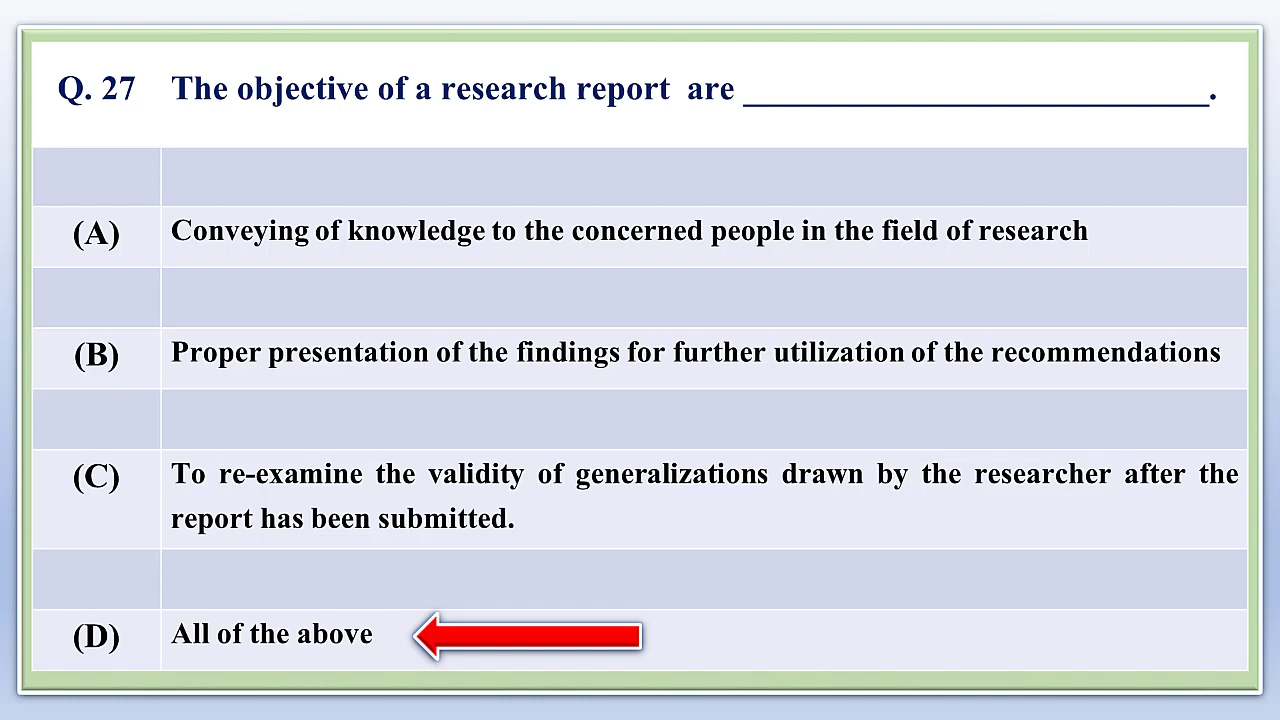 Q. 27 The objective of a research report are ____________________________.
(A) Conveying of knowledge to the concerned people in the field of research
(B) Proper presentation of the findings for further utilization of the recommendations
(C) To re-examine the validity of generalizations drawn by the researcher after the
report has been submitted.
(D) All of the above